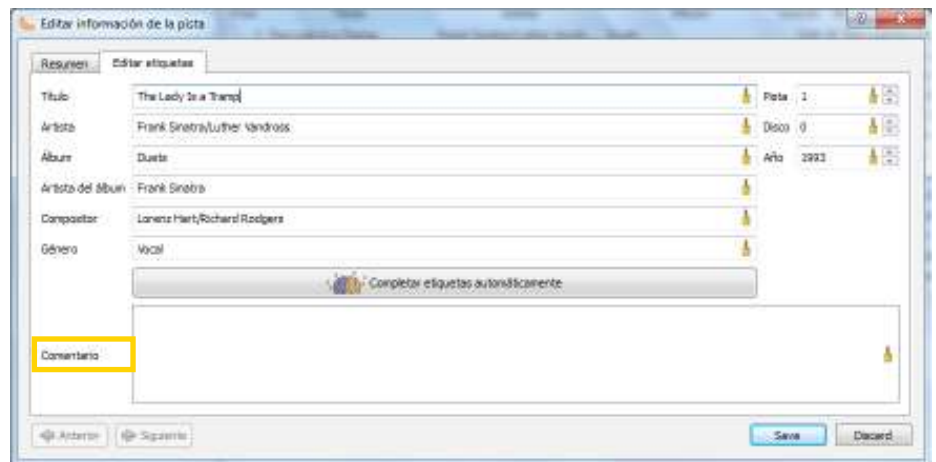 Editar información de la pista
Resumen Editar etiquetas
Título The Lady Is a Tramp Pista 1
Artista Frank Sinatra/Luther Vandross Disco 0
Álbum Duets Año 1993
Artista del álbum Frank Sinatra
Compositor Lorenz Hart/Richard Rodgers
Género Vocal
Completar etiquetas automáticamente
Comentario
Anterior Siguiente Save Discard